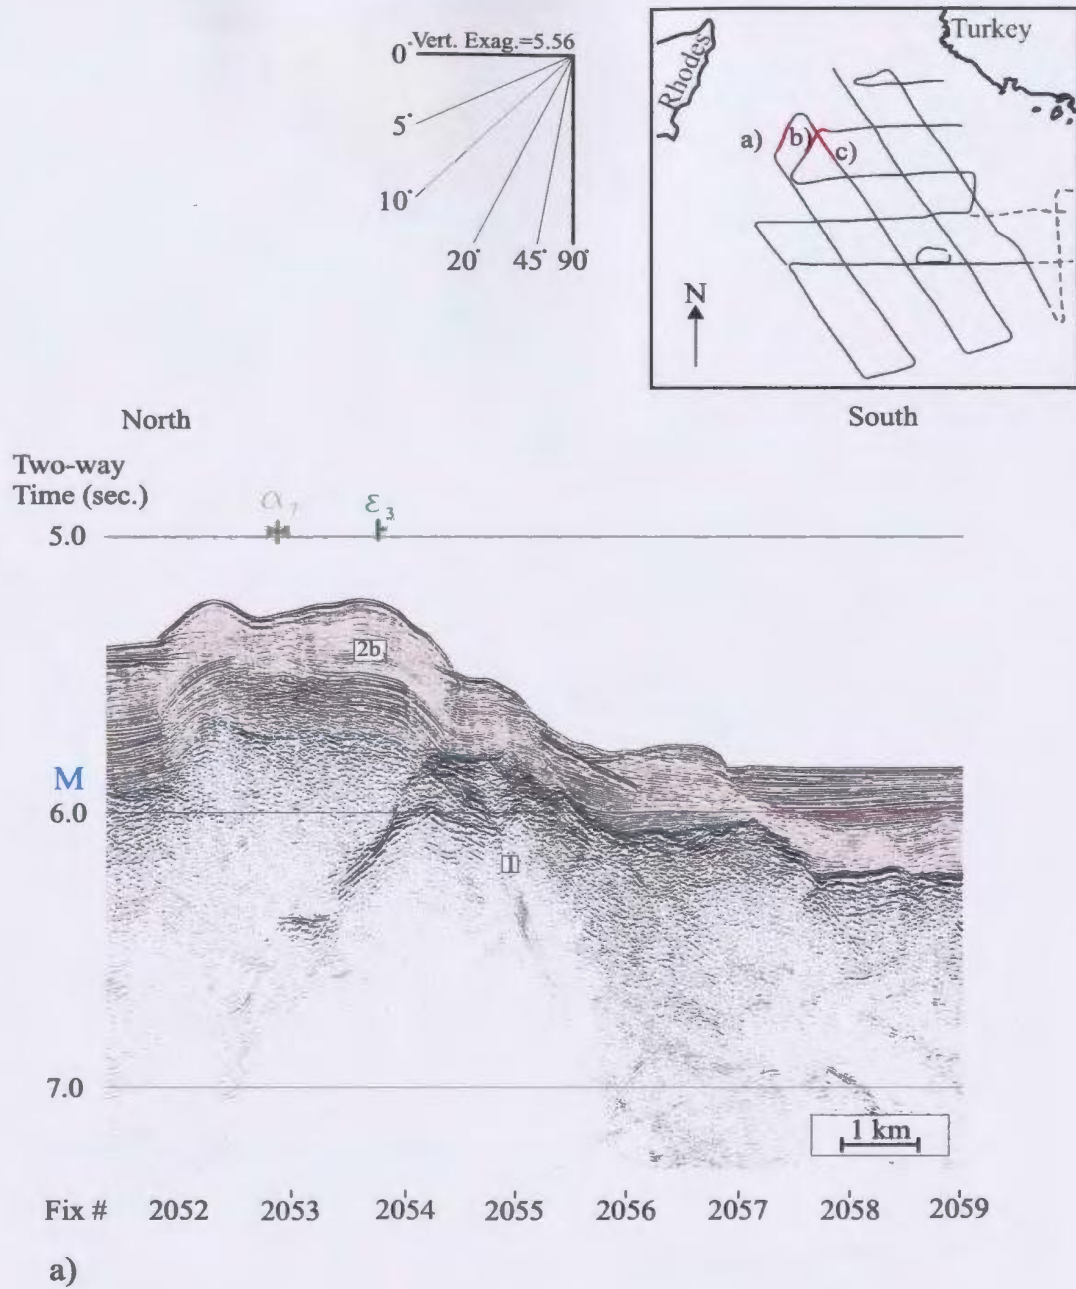 Vert. Exag.=5.56
0°
5°
10°
20° 45° 90°
Rhodes
Turkey
a) b) c)
N
North
South
Two-way
Time (sec.)
α₇ ε₃
5.0
2b
M
6.0
1
7.0
1 km
Fix # 2052 2053 2054 2055 2056 2057 2058 2059
a)